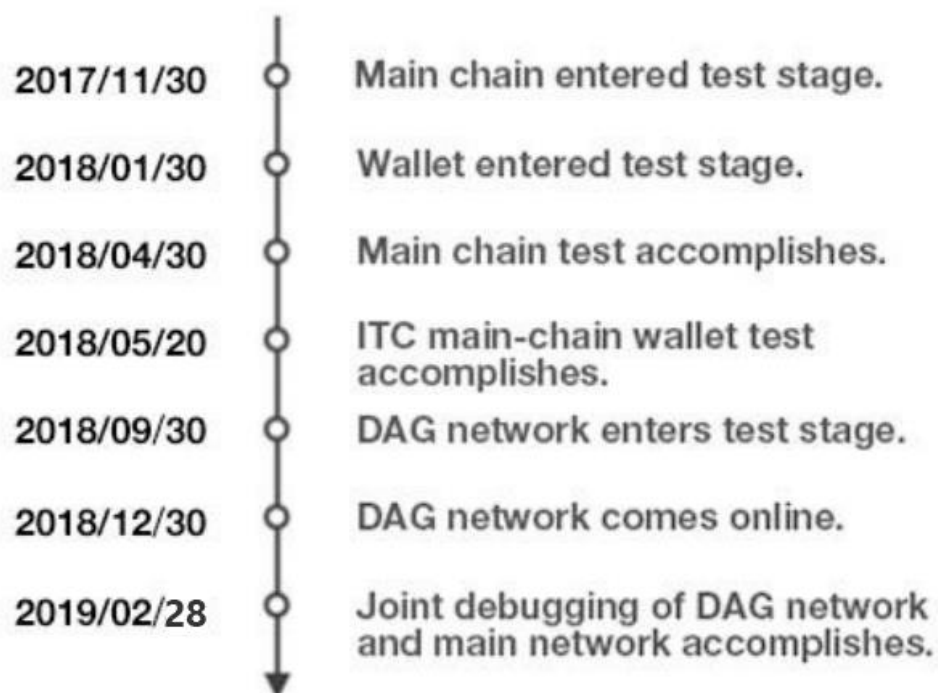 2017/11/30 Main chain entered test stage.
2018/01/30 Wallet entered test stage.
2018/04/30 Main chain test accomplishes.
2018/05/20 ITC main-chain wallet test
accomplishes.
2018/09/30 DAG network enters test stage.
2018/12/30 DAG network comes online.
2019/02/28 Joint debugging of DAG network
and main network accomplishes.